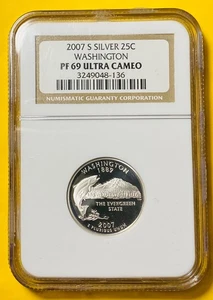 2007 S SILVER 25C
WASHINGTON
PF 69 ULTRA CAMEO
3249048-136
NUMISMATIC GUARANTY CORPORATION
WASHINGTON
1889
THE EVERGREEN
STATE
2007
E PLURIBUS UNUM